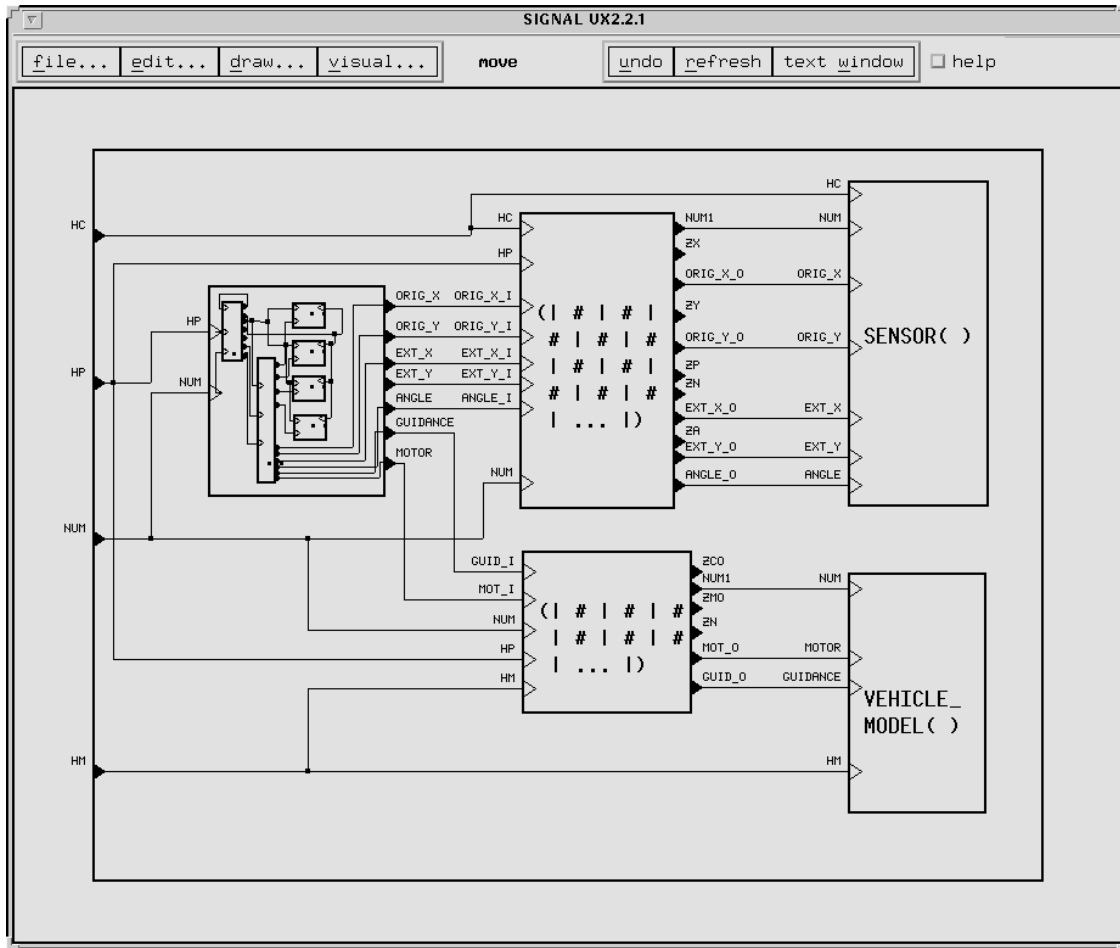 SIGNAL UX2.2.1
file... edit... draw... visual... move undo refresh text window help
HC
HP
NUM
HM
HP
NUM
ORIG_X
ORIG_Y
EXT_X
EXT_Y
ANGLE
GUIDANCE
MOTOR
HC
HP
ORIG_X_I
ORIG_Y_I
EXT_X_I
EXT_Y_I
ANGLE_I
NUM
(| # | # |
# | # | #
| # | # |
# | # | #
| ... |)
NUM1
ZX
ORIG_X_O
ZY
ORIG_Y_O
ZP
ZN
EXT_X_O
ZA
EXT_Y_O
ANGLE_O
HC
NUM
ORIG_X
ORIG_Y
EXT_X
EXT_Y
ANGLE
SENSOR( )
GUID_I
MOT_I
NUM
HP
HM
(| # | # | #
| # | # | #
| ... |)
ZCO
NUM1
ZMO
ZN
MOT_O
GUID_O
NUM
MOTOR
GUIDANCE
HM
VEHICLE_
MODEL( )